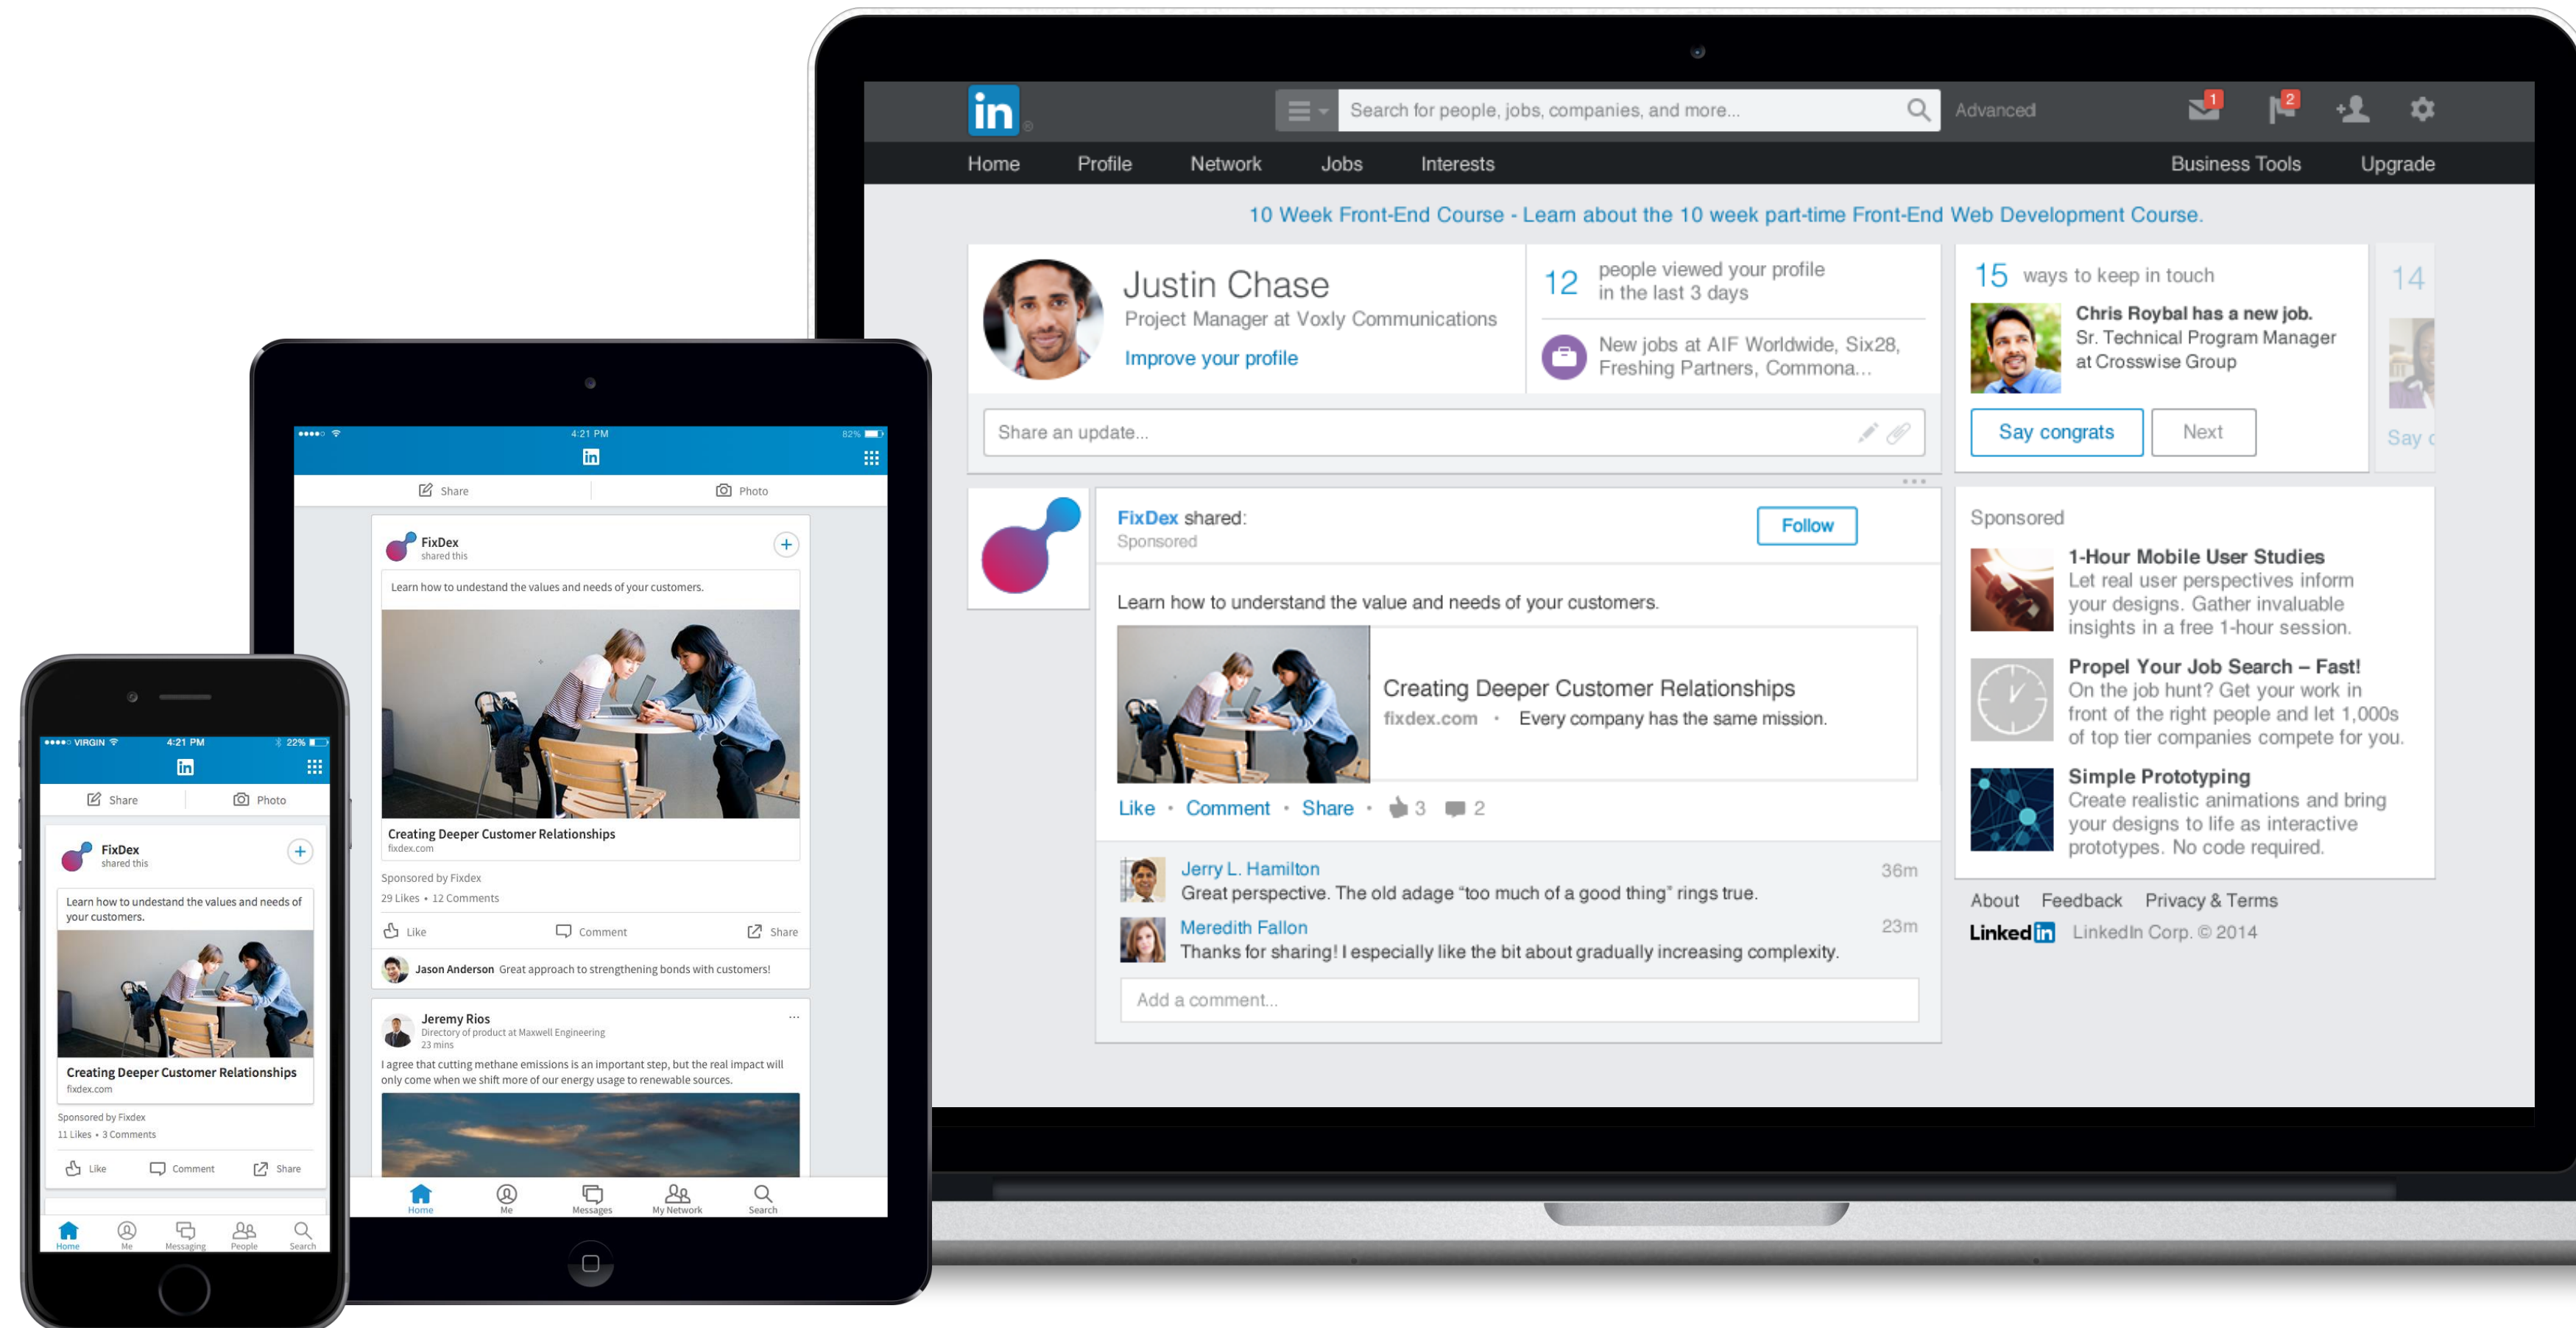 in
Search for people, jobs, companies, and more...
Advanced
1
2
Home Profile Network Jobs Interests Business Tools Upgrade
10 Week Front-End Course - Learn about the 10 week part-time Front-End Web Development Course.
Justin Chase
Project Manager at Voxly Communications
Improve your profile
12
people viewed your profile
in the last 3 days
New jobs at AIF Worldwide, Six28,
Freshing Partners, Commona...
Share an update...
15 ways to keep in touch
Chris Roybal has a new job.
Sr. Technical Program Manager
at Crosswise Group
Say congrats Next
14
Say c
FixDex shared:
Sponsored
Follow
Learn how to understand the value and needs of your customers.
Creating Deeper Customer Relationships
fixdex.com • Every company has the same mission.
Like • Comment • Share • 3 2
Jerry L. Hamilton
36m
Great perspective. The old adage “too much of a good thing” rings true.
Meredith Fallon
23m
Thanks for sharing! I especially like the bit about gradually increasing complexity.
Add a comment...
Sponsored
1-Hour Mobile User Studies
Let real user perspectives inform
your designs. Gather invaluable
insights in a free 1-hour session.
Propel Your Job Search – Fast!
On the job hunt? Get your work in
front of the right people and let 1,000s
of top tier companies compete for you.
Simple Prototyping
Create realistic animations and bring
your designs to life as interactive
prototypes. No code required.
About Feedback Privacy & Terms
Linked in LinkedIn Corp. © 2014
4:21 PM 82%
in
Share Photo
FixDex
shared this
Learn how to undestand the values and needs of your customers.
Creating Deeper Customer Relationships
fixdex.com
Sponsored by Fixdex
29 Likes • 12 Comments
Like Comment Share
Jason Anderson Great approach to strengthening bonds with customers!
Jeremy Rios
Directory of product at Maxwell Engineering
23 mins
I agree that cutting methane emissions is an important step, but the real impact will
only come when we shift more of our energy usage to renewable sources.
Home Me Messages My Network Search
VIRGIN 4:21 PM 22%
in
Share Photo
FixDex
shared this
Learn how to undestand the values and needs of
your customers.
Creating Deeper Customer Relationships
fixdex.com
Sponsored by Fixdex
11 Likes • 3 Comments
Like Comment Share
Home Me Messaging People Search